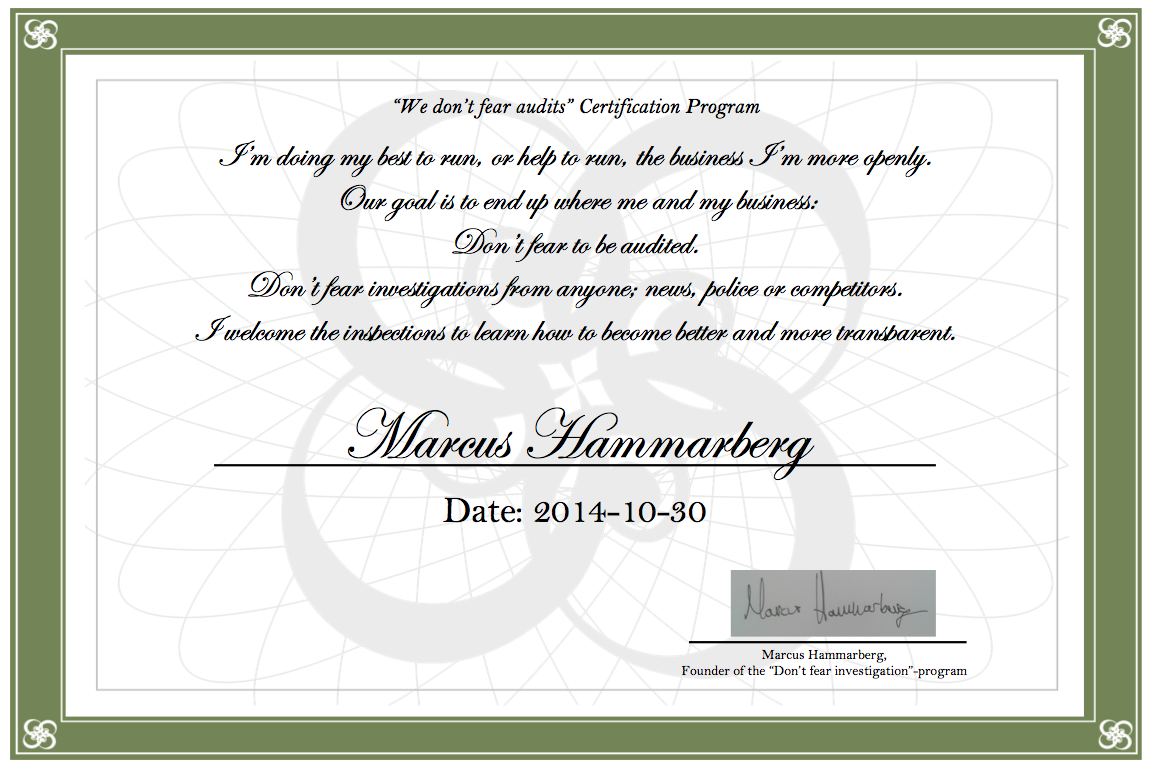 “We don’t fear audits” Certification Program
I’m doing my best to run, or help to run, the business I’m more openly.
Our goal is to end up where me and my business:
Don’t fear to be audited.
Don’t fear investigations from anyone; news, police or competitors.
I welcome the inspections to learn how to become better and more transparent.
Marcus Hammarberg
Date: 2014-10-30
Marcus Hammarberg
Marcus Hammarberg,
Founder of the “Don’t fear investigation”-program